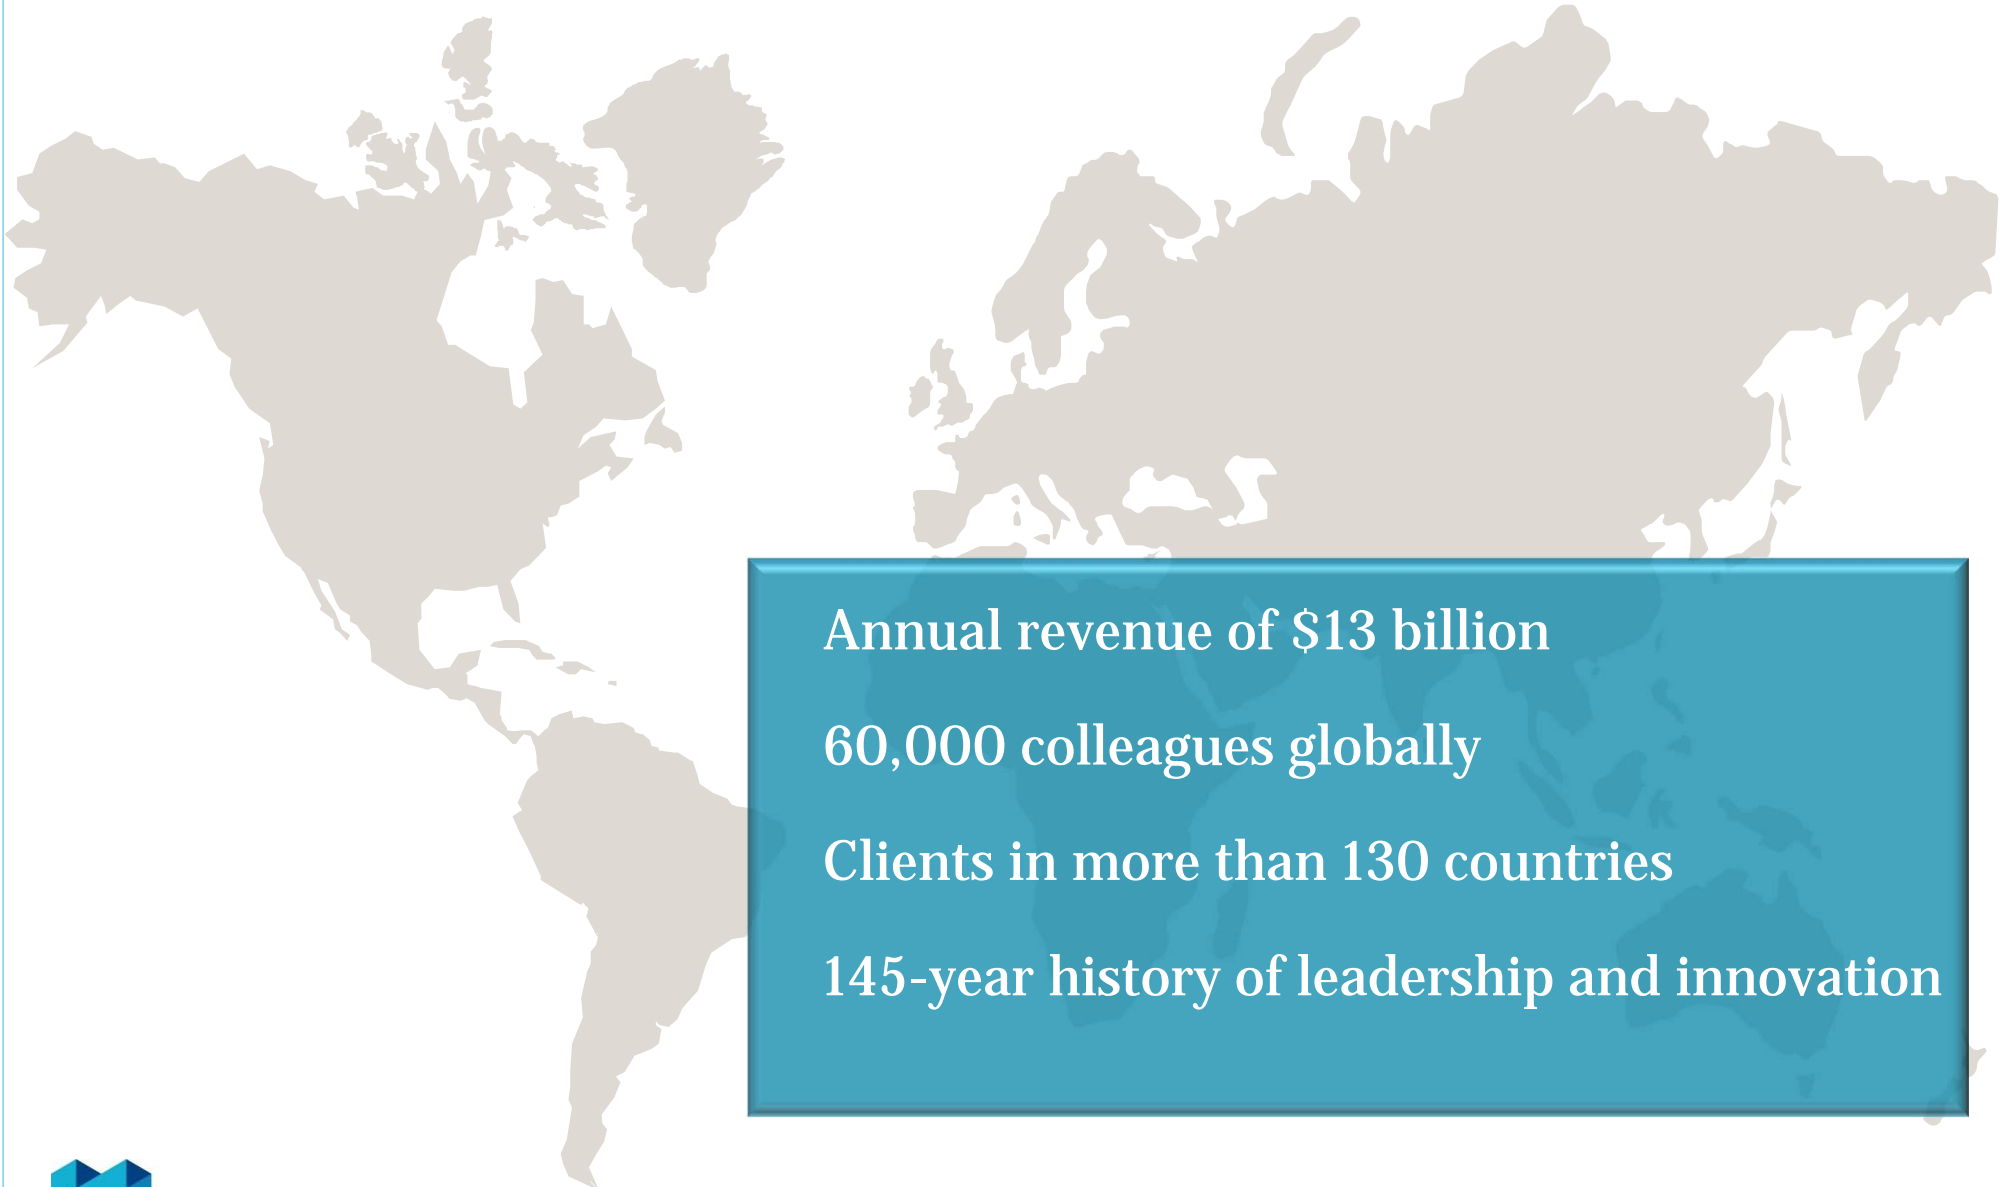 Annual revenue of $13 billion
60,000 colleagues globally
Clients in more than 130 countries
145-year history of leadership and innovation